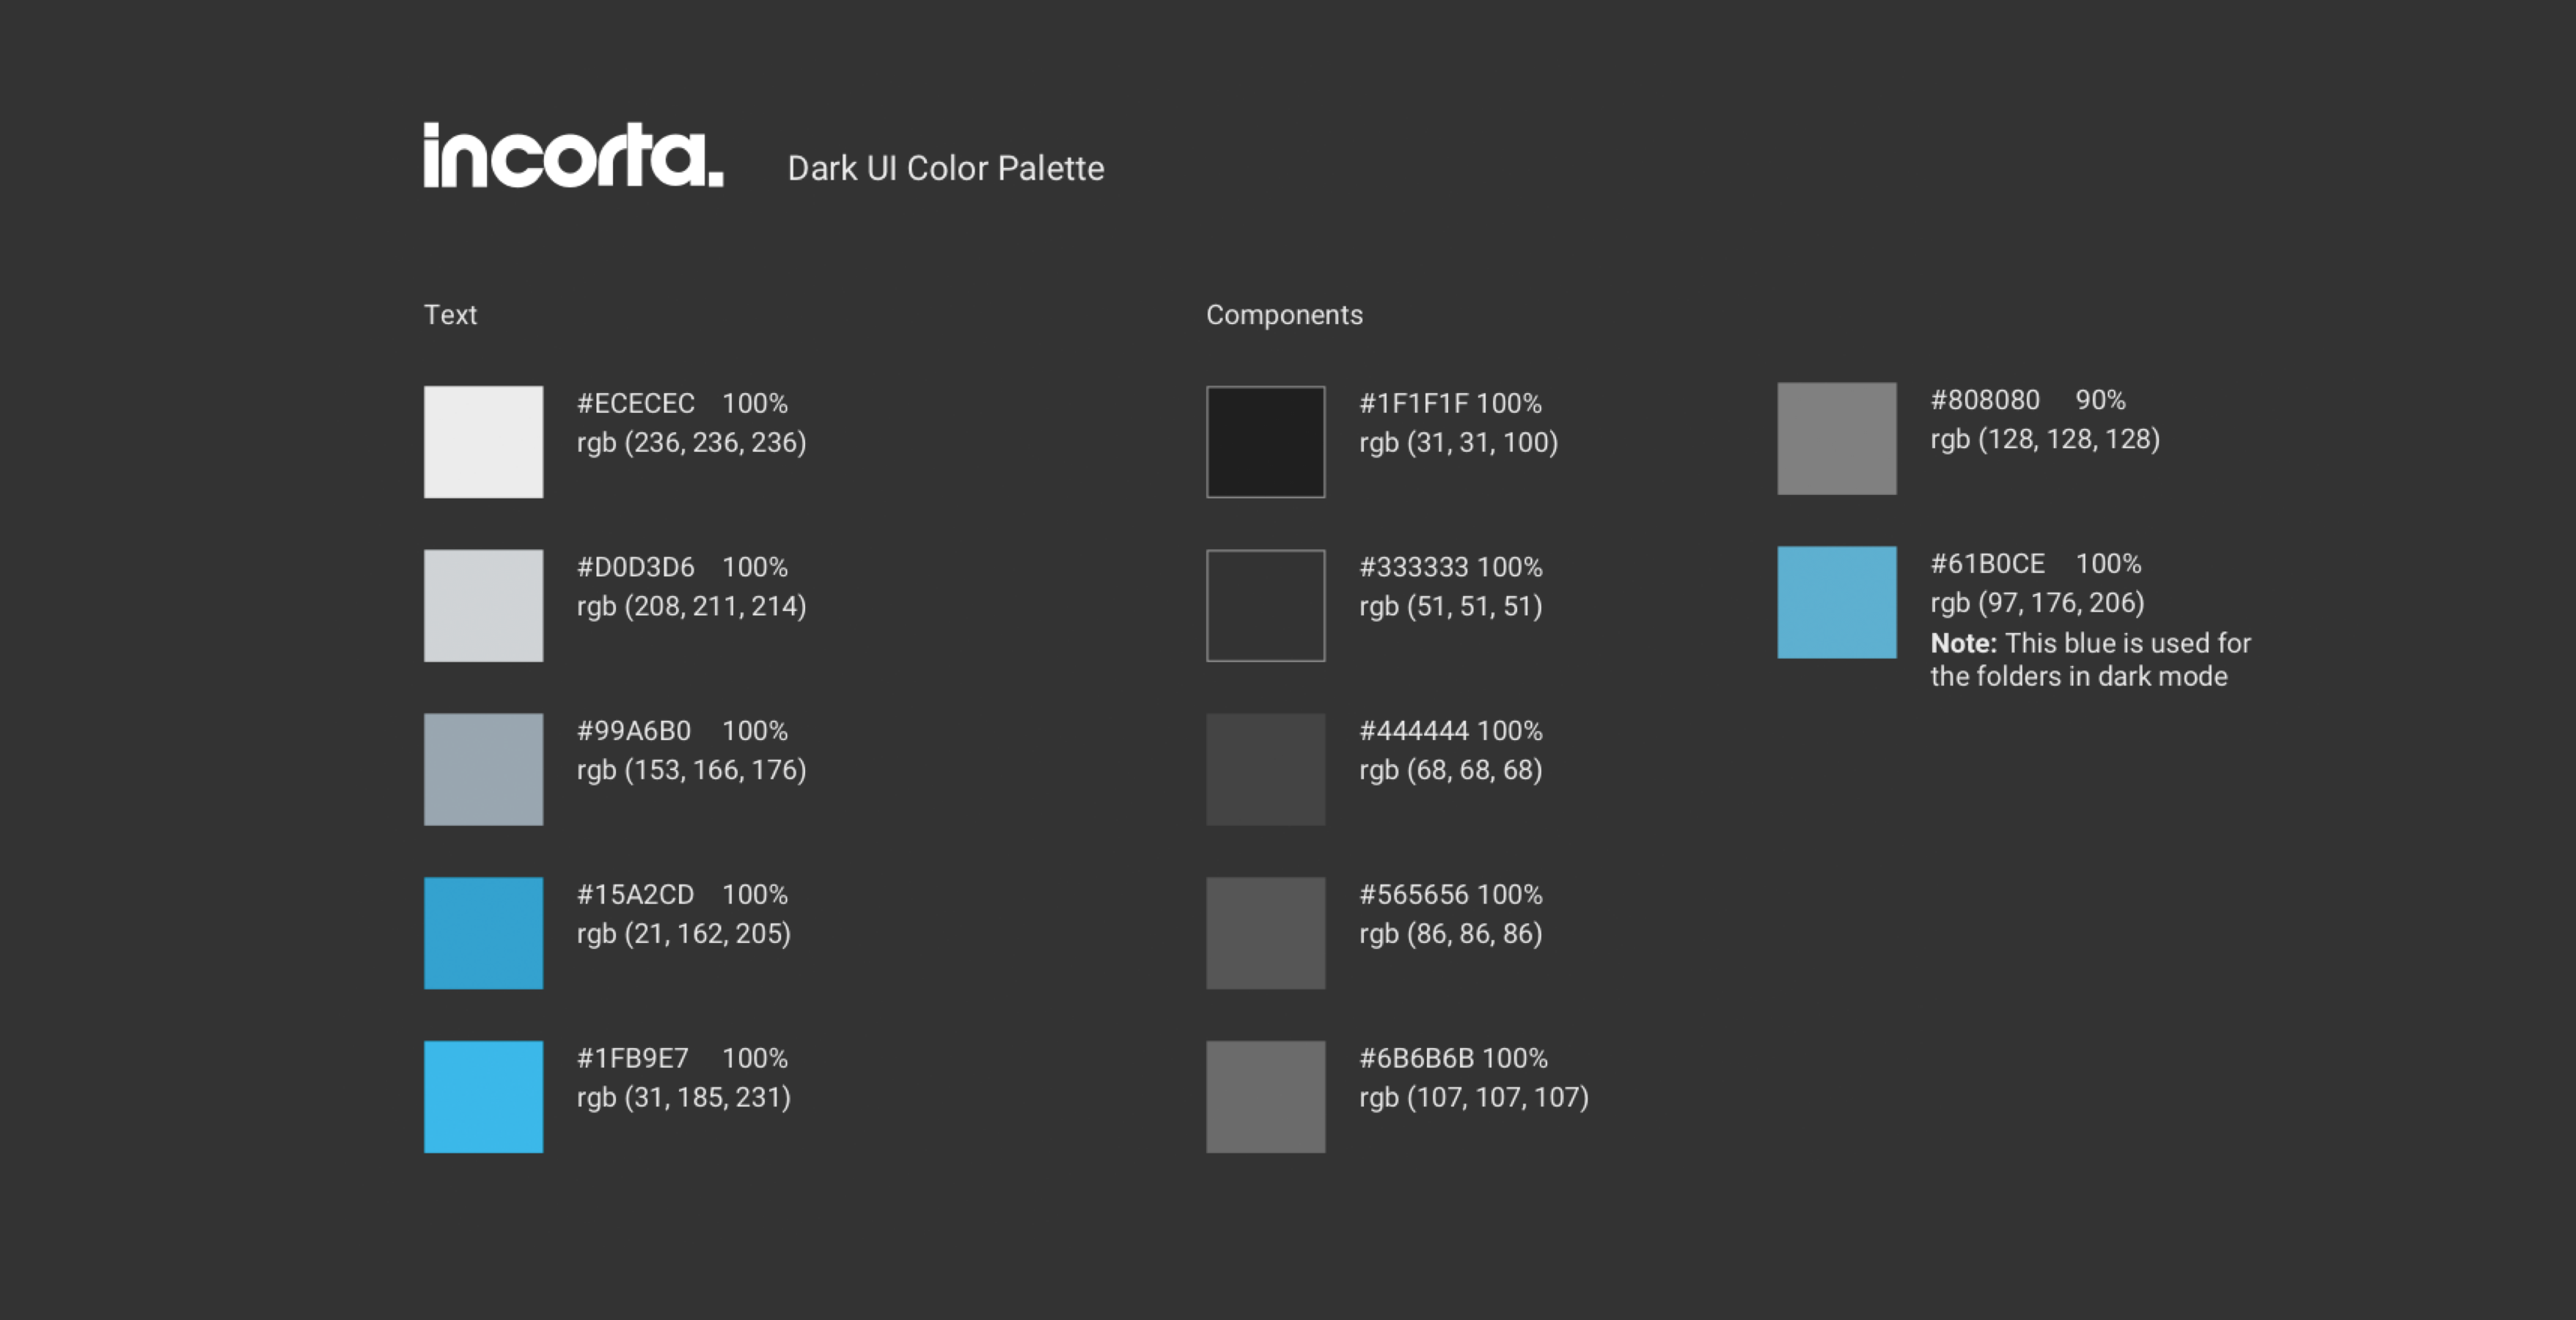 incorta.
Dark UI Color Palette
Text
#ECECEC 100%
rgb (236, 236, 236)
#D0D3D6 100%
rgb (208, 211, 214)
#99A6B0 100%
rgb (153, 166, 176)
#15A2CD 100%
rgb (21, 162, 205)
#1FB9E7 100%
rgb (31, 185, 231)
Components
#1F1F1F 100%
rgb (31, 31, 100)
#333333 100%
rgb (51, 51, 51)
#444444 100%
rgb (68, 68, 68)
#565656 100%
rgb (86, 86, 86)
#6B6B6B 100%
rgb (107, 107, 107)
#808080 90%
rgb (128, 128, 128)
#61B0CE 100%
rgb (97, 176, 206)
Note: This blue is used for
the folders in dark mode